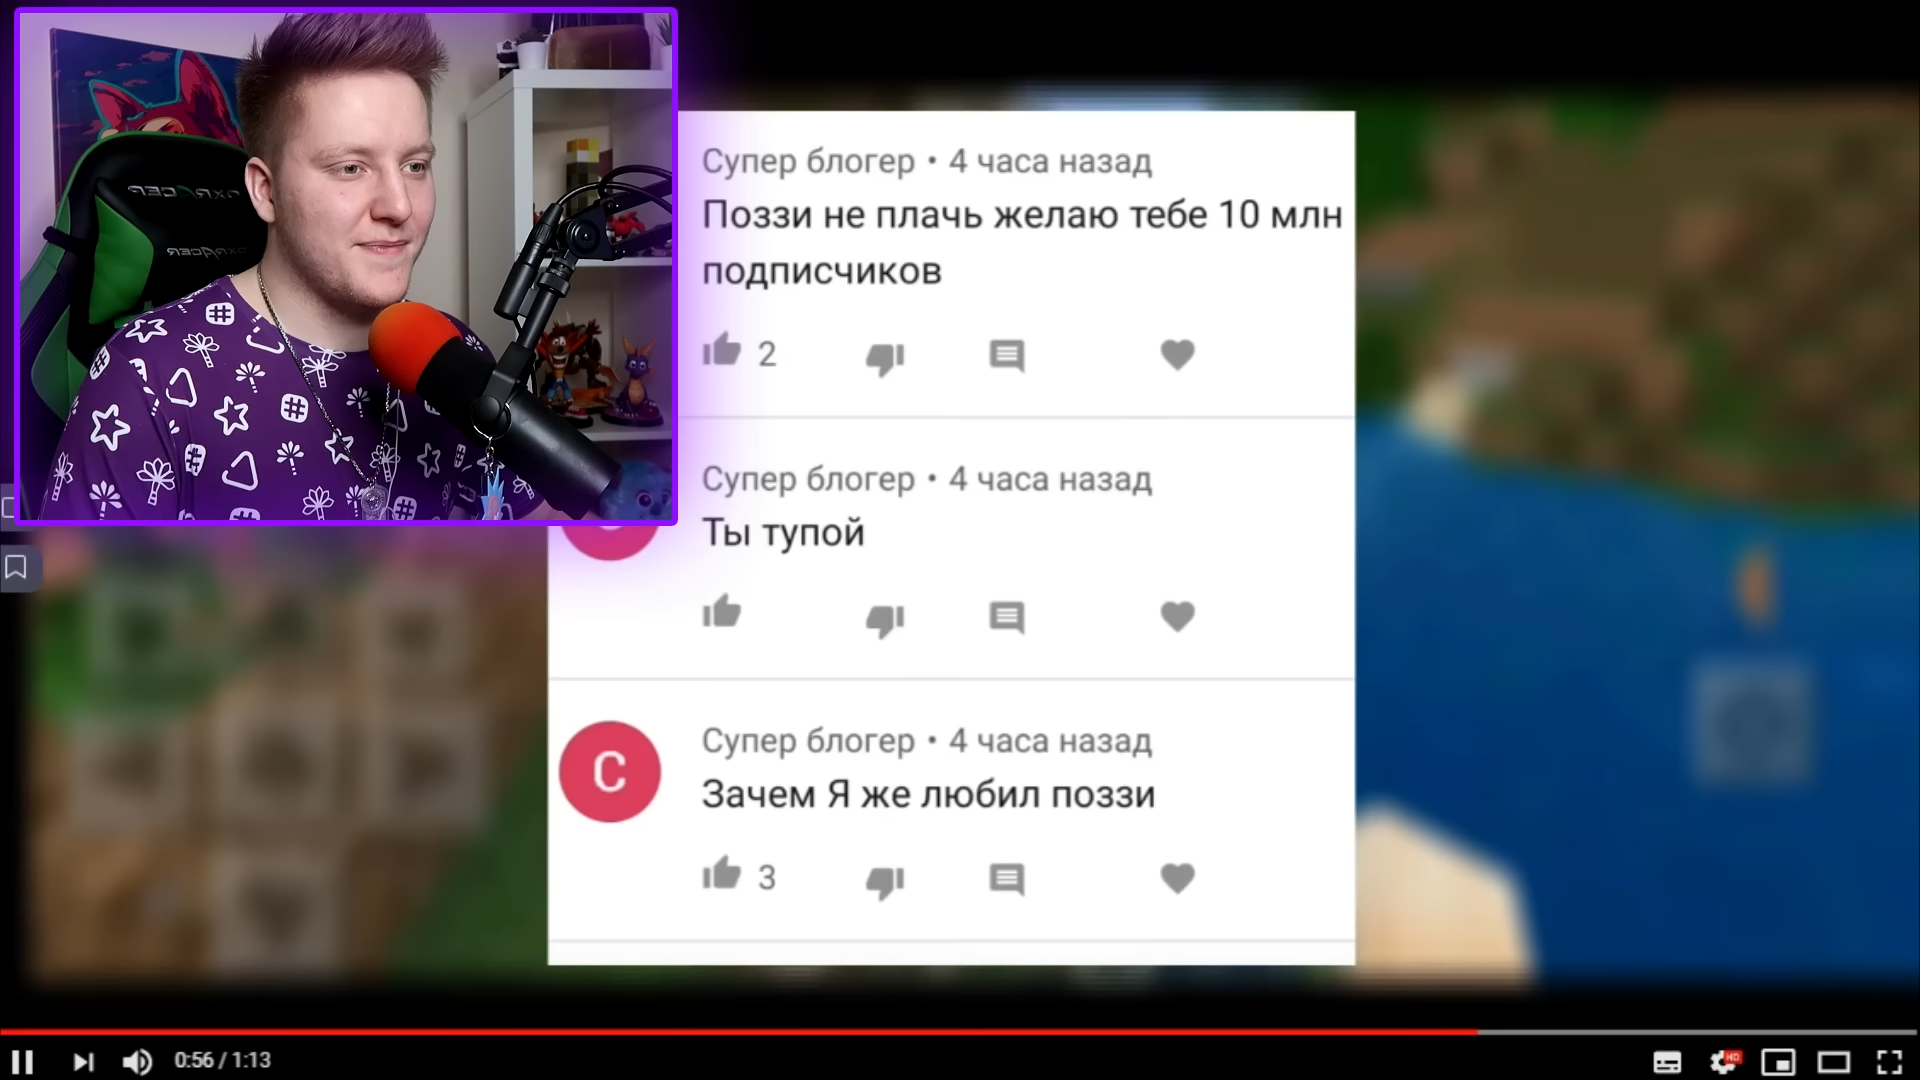 Супер блогер • 4 часа назад
Поззи не плачь желаю тебе 10 млн
подписчиков
2
Супер блогер • 4 часа назад
Ты тупой
С
Супер блогер • 4 часа назад
Зачем Я же любил поззи
3
0:56 / 1:13
HD